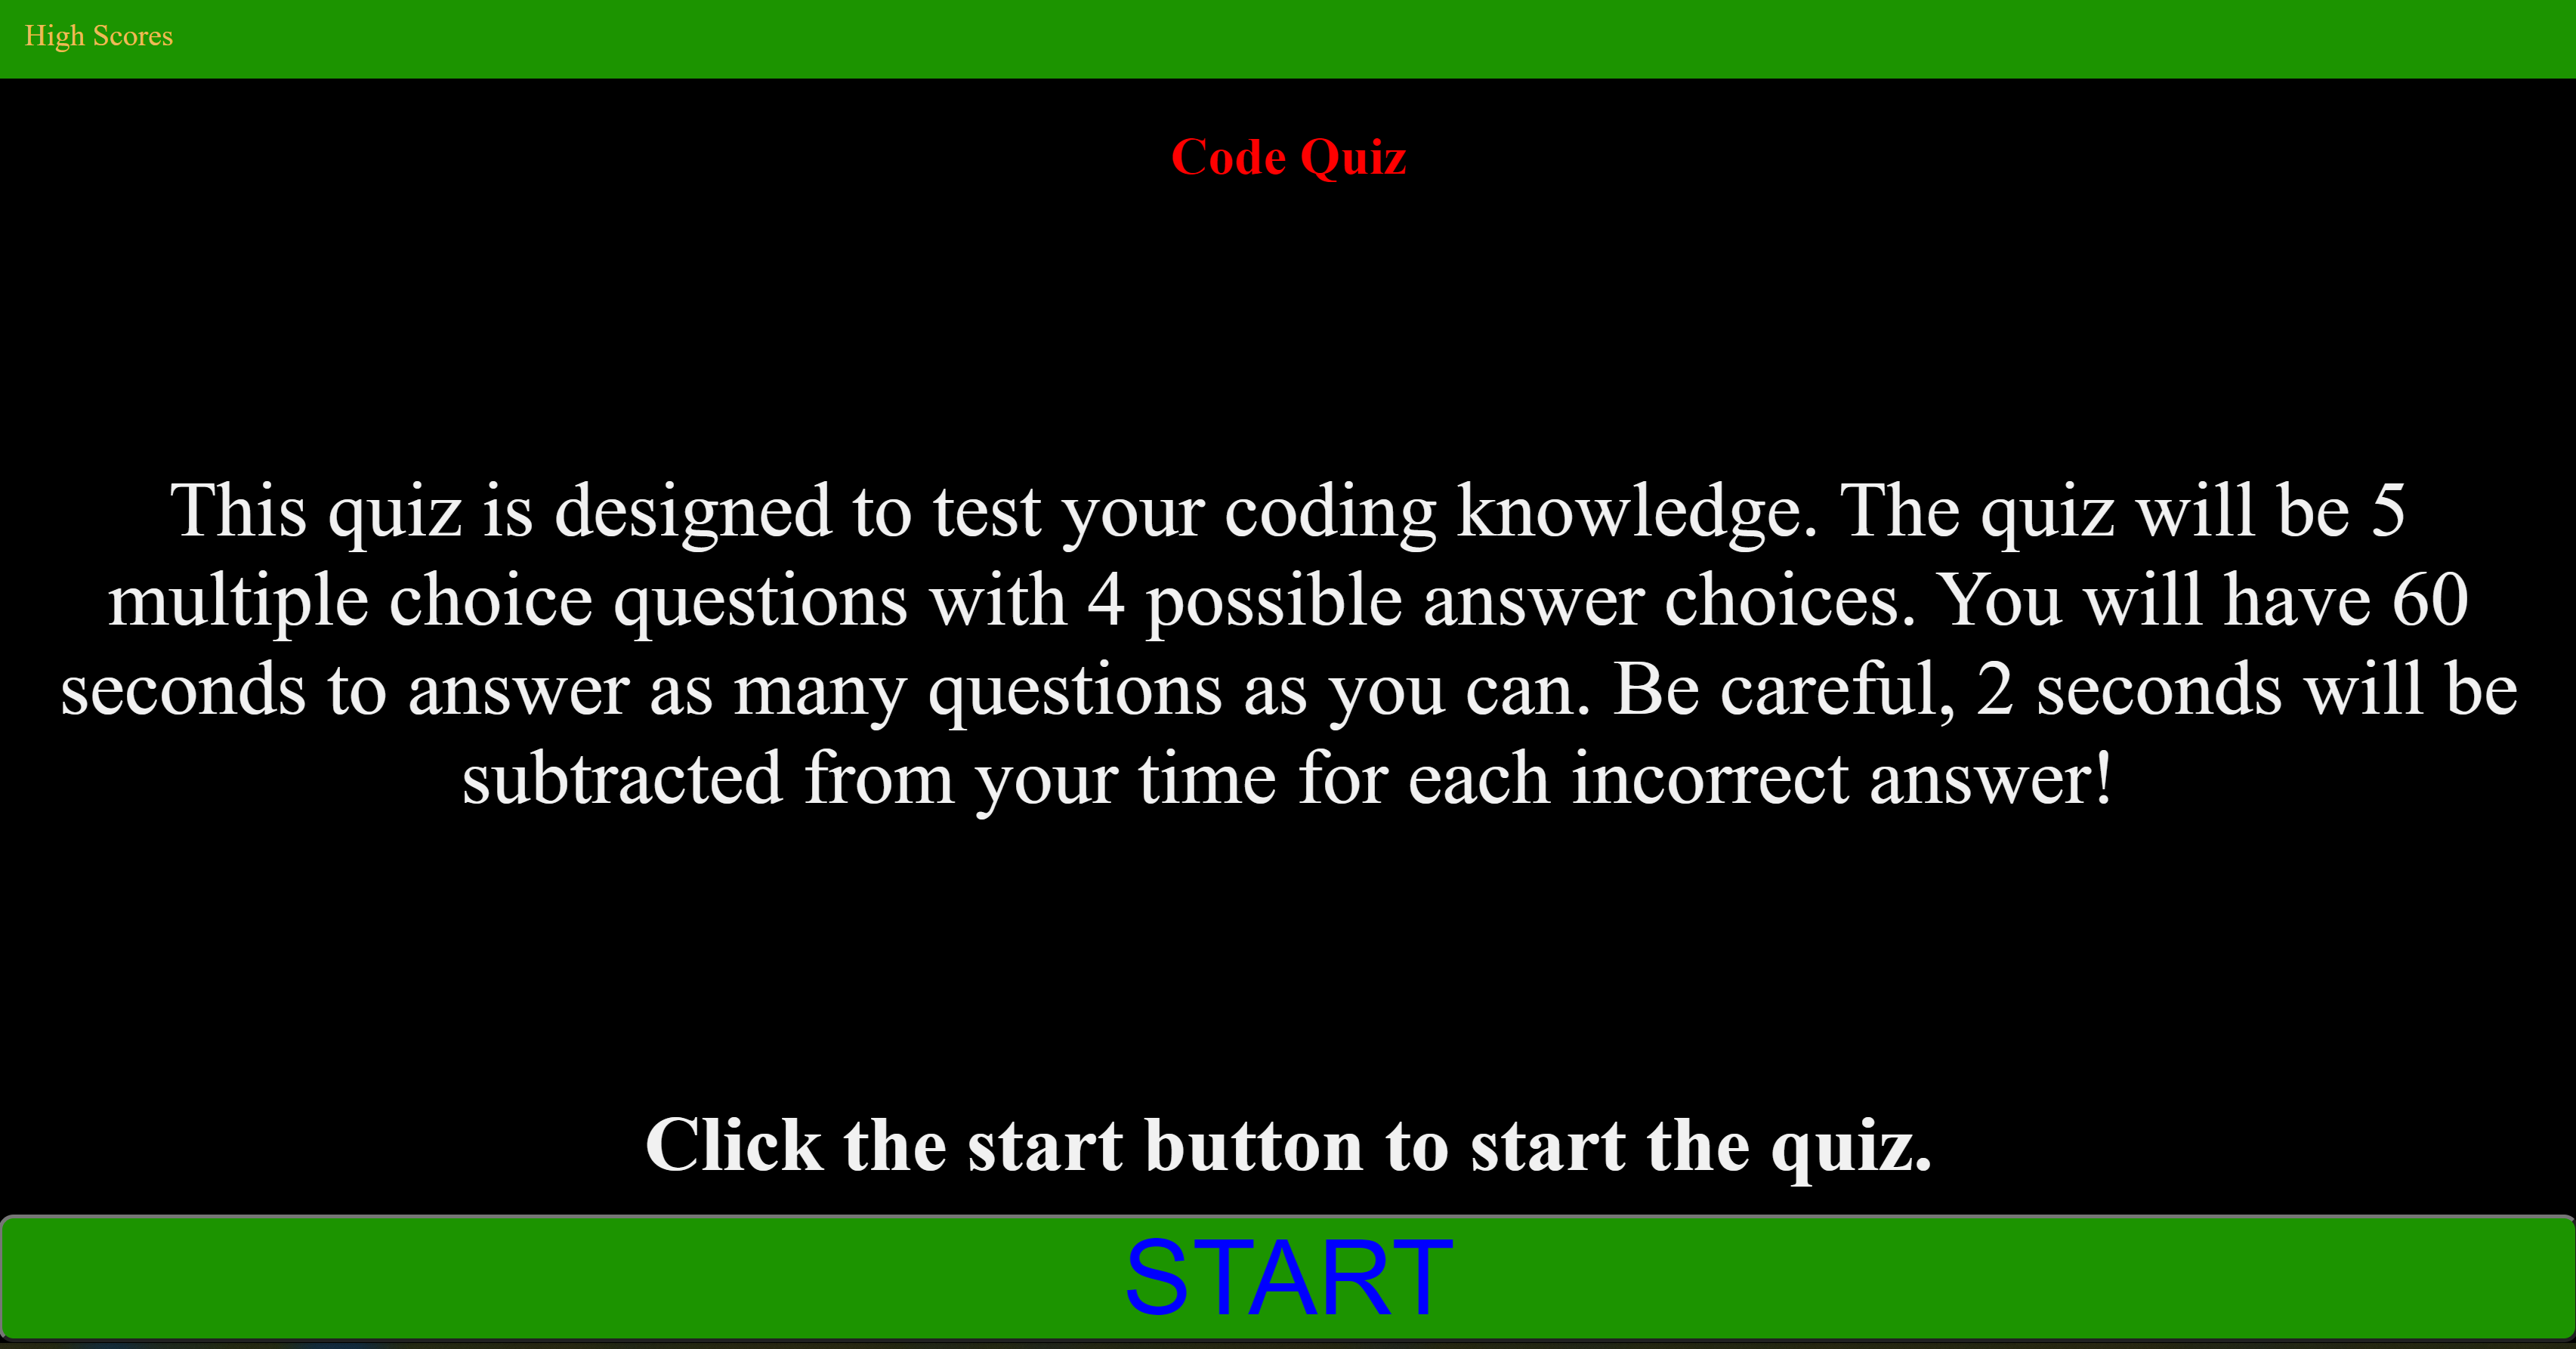 High Scores
Code Quiz
This quiz is designed to test your coding knowledge. The quiz will be 5
multiple choice questions with 4 possible answer choices. You will have 60
seconds to answer as many questions as you can. Be careful, 2 seconds will be
subtracted from your time for each incorrect answer!
Click the start button to start the quiz.
START